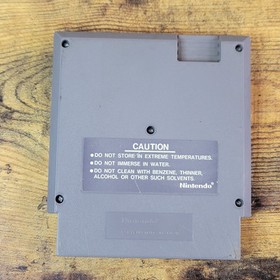 CAUTION
• DO NOT STORE IN EXTREME TEMPERATURES.
• DO NOT IMMERSE IN WATER.
• DO NOT CLEAN WITH BENZENE, THINNER,
ALCOHOL OR OTHER SUCH SOLVENTS.
Nintendo®